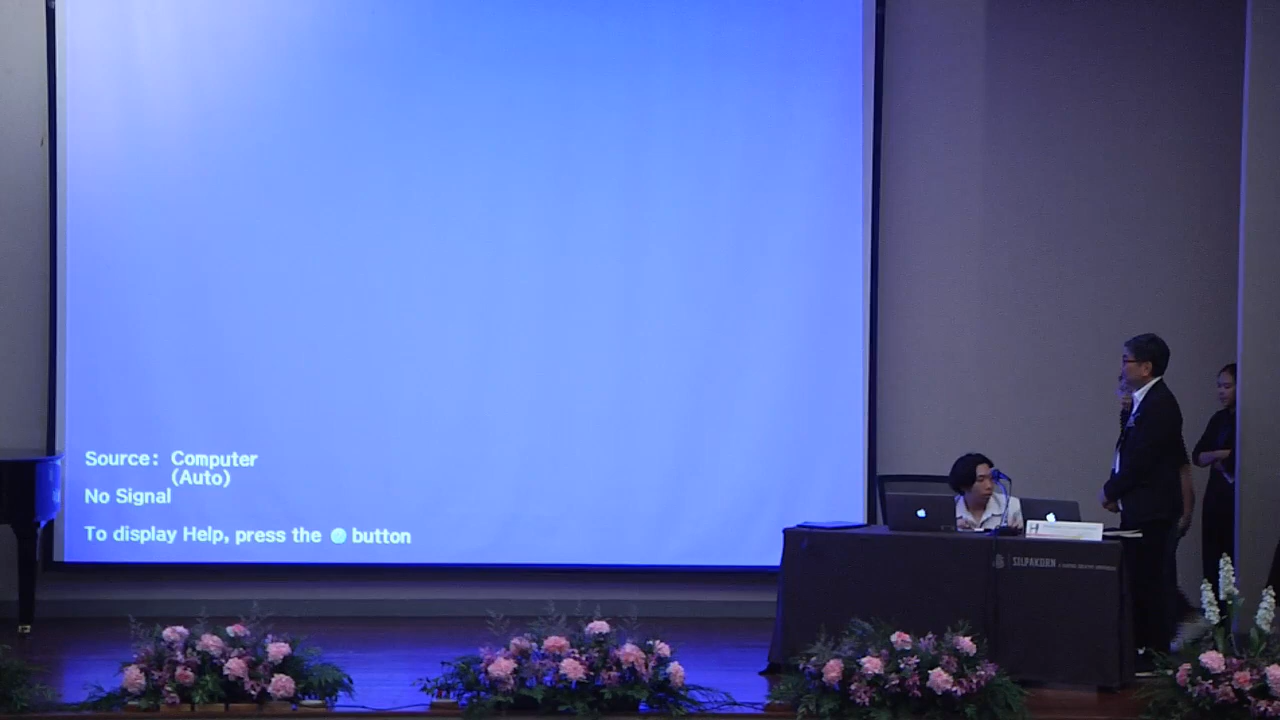 Source: Computer
(Auto)
No Signal
To display Help, press the button
SILPAKORN